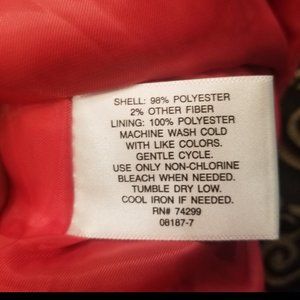 SHELL: 98% POLYESTER
2% OTHER FIBER
LINING: 100% POLYESTER
MACHINE WASH COLD
WITH LIKE COLORS.
GENTLE CYCLE.
USE ONLY NON-CHLORINE
BLEACH WHEN NEEDED.
TUMBLE DRY LOW.
COOL IRON IF NEEDED.
RN# 74299
08187-7